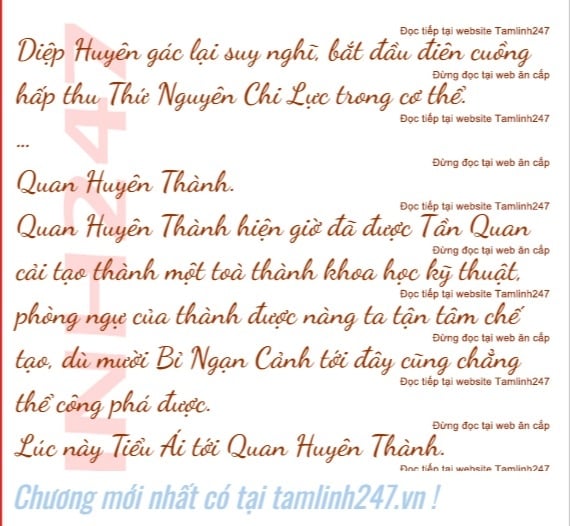 Đọc tiếp tại website Tamlinh247
Diệp Huyên gác lại suy nghĩ, bắt đầu điên cuồng
Đừng đọc tại web ăn cắp
hấp thu Thứ Nguyên Chi Lực trong cơ thể.
Đọc tiếp tại website Tamlinh247
...
Đừng đọc tại web ăn cắp
Quan Huyên Thành.
Đọc tiếp tại website Tamlinh247
Quan Huyên Thành hiện giờ đã được Tần Quan
Đừng đọc tại web ăn cắp
cải tạo thành một toà thành khoa học kỹ thuật,
Đọc tiếp tại website Tamlinh247
phòng ngự của thành được nàng ta tận tâm chế
Đừng đọc tại web ăn cắp
tạo, dù mười Bỉ Ngạn Cảnh tới đây cũng chẳng
Đọc tiếp tại website Tamlinh247
thể công phá được.
Đừng đọc tại web ăn cắp
Lúc này Tiểu Ái tới Quan Huyên Thành.
Đọc tiếp tại website Tamlinh247
INH247
Chương mới nhất có tại tamlinh247.vn !